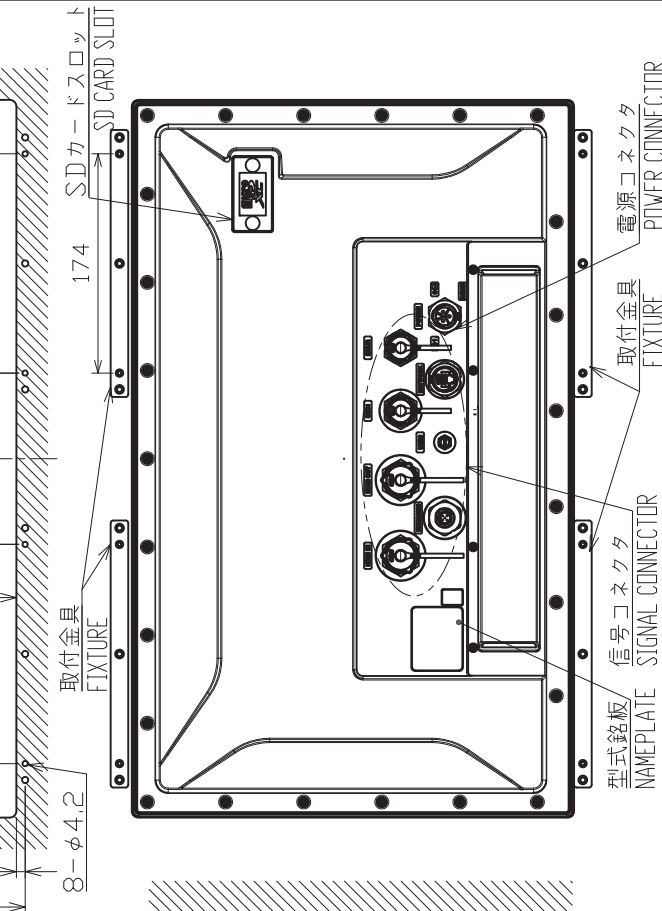 SDカードスロット
SD CARD SLOT
174
取付金具
FIXTURE
8-φ4.2
電源コネクタ
POWER CONNECTOR
取付金具
FIXTURE
信号コネクタ
SIGNAL CONNECTOR
型式銘板
NAMEPLATE